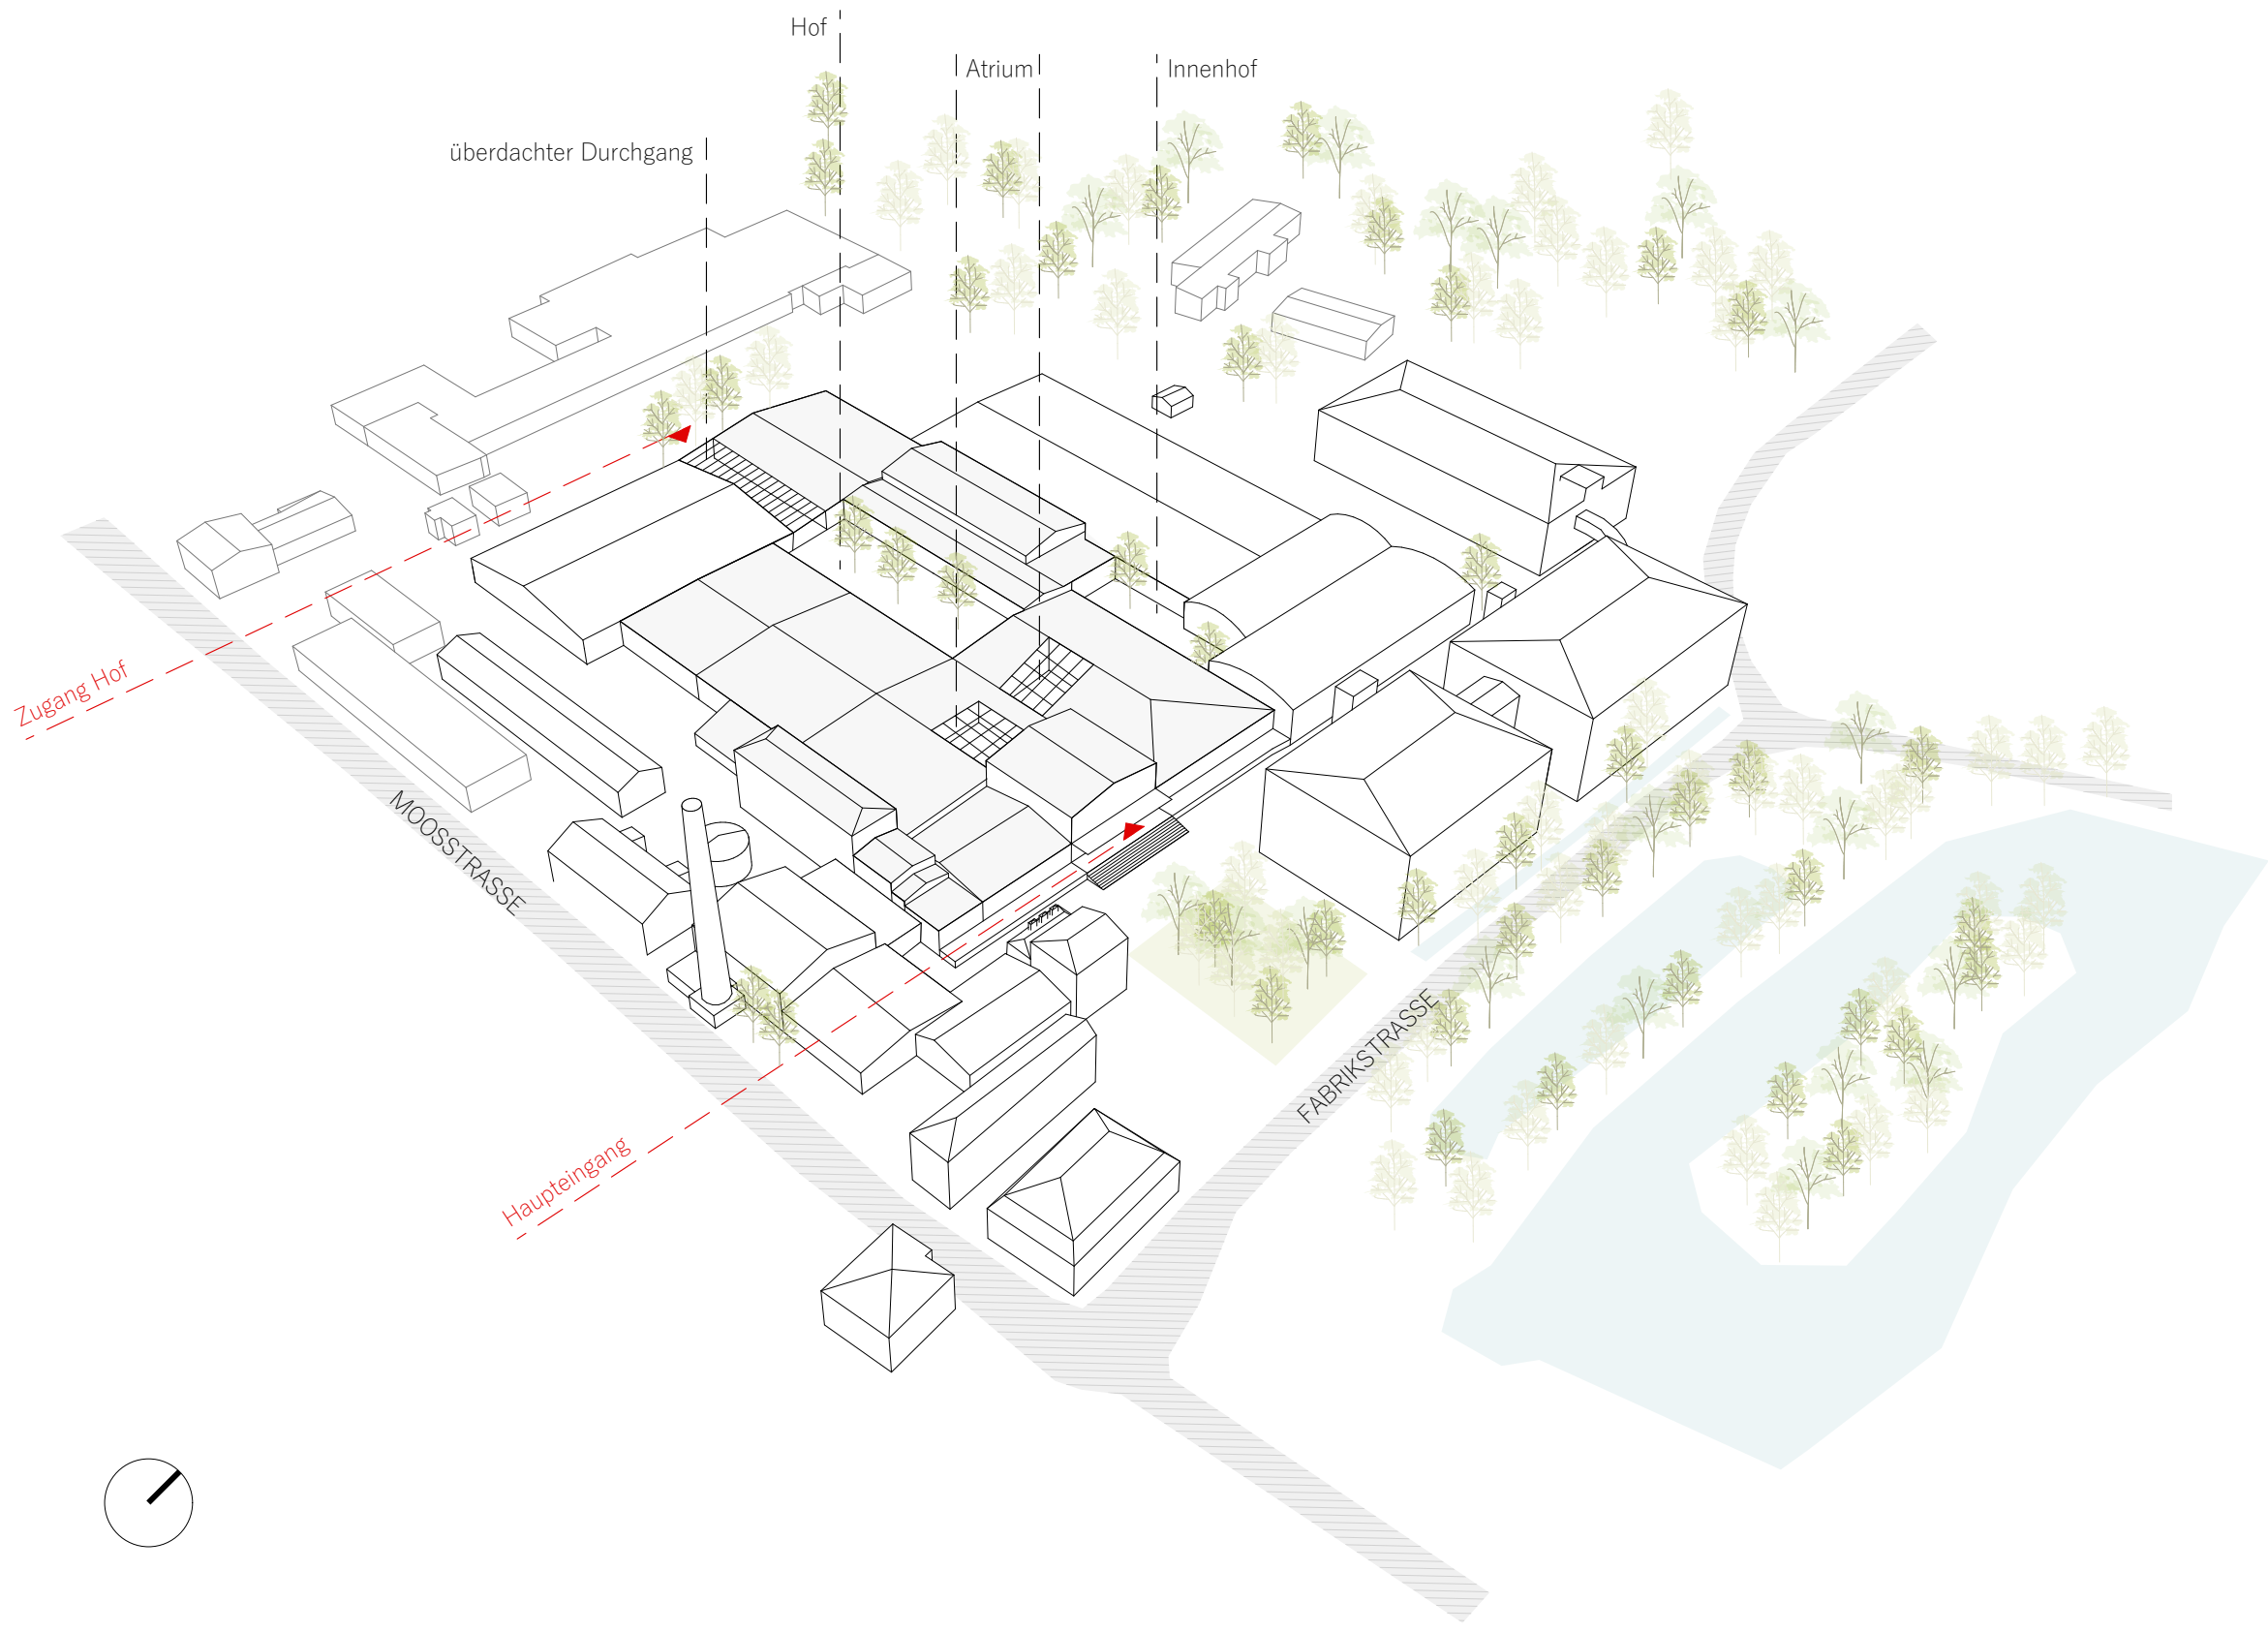 Hof
Atrium
Innenhof
überdachter Durchgang
Zugang Hof
MOOSSTRASSE
FABRIKSTRASSE
Haupteingang